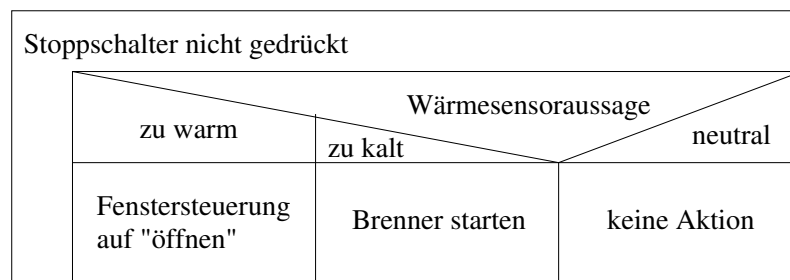 Stoppschalter nicht gedrückt
Wärmesensoraussage
zu warm
zu kalt
neutral
Fenstersteuerung
auf "öffnen"
Brenner starten
keine Aktion